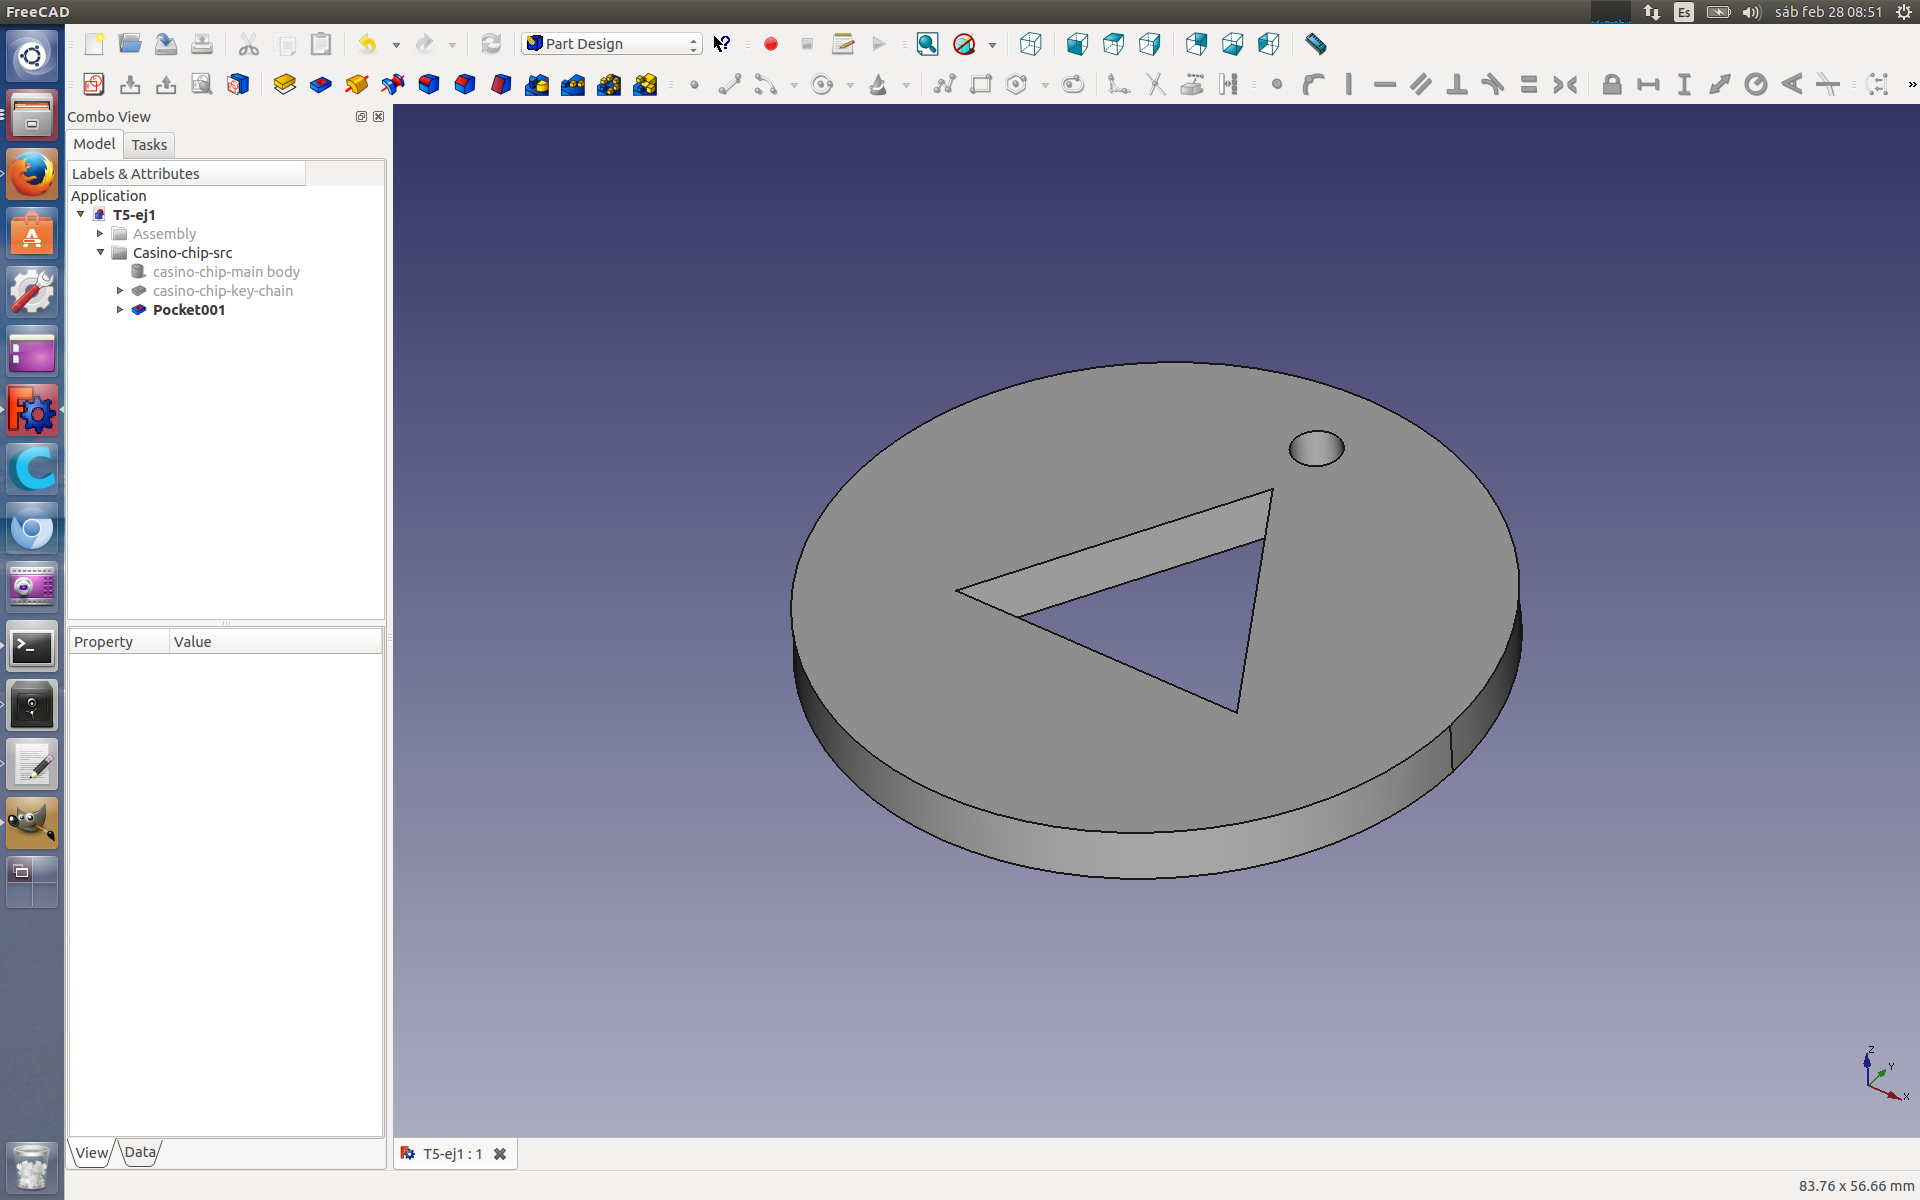 FreeCAD
Es
sáb feb 28 08:51
Part Design
»
Combo View
Model
Tasks
Labels & Attributes
Application
T5-ej1
Assembly
Casino-chip-src
casino-chip-main body
casino-chip-key-chain
Pocket001
Property
Value
Z
Y
X
View
Data
T5-ej1 : 1
83.76 x 56.66 mm